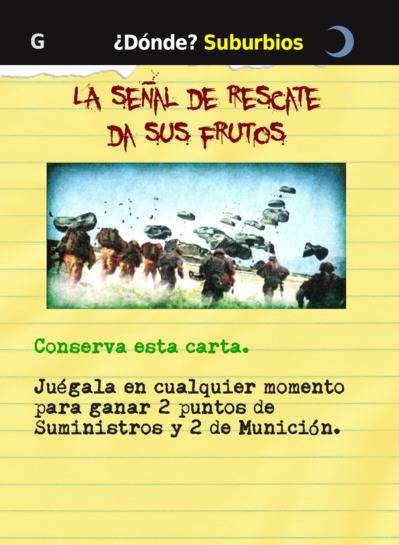 G ¿Dónde? Suburbios
LA SEÑAL DE RESCATE
DA SUS FRUTOS
Conserva esta carta.
Juégala en cualquier momento
para ganar 2 puntos de
Suministros y 2 de Munición.